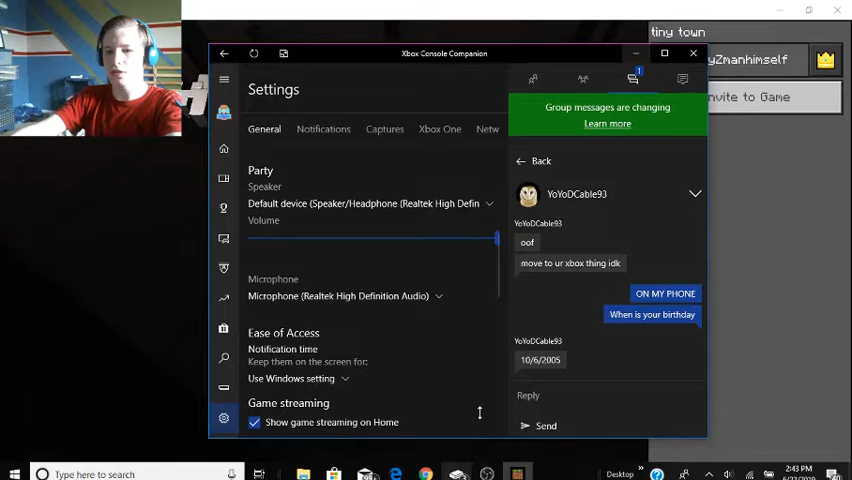 tiny town
Xbox Console Companion
yZmanhimself
nvite to Game
Settings
General Notifications Captures Xbox One Netw
Party
Speaker
Default device (Speaker/Headphone (Realtek High Defin
Volume
Microphone
Microphone (Realtek High Definition Audio)
Ease of Access
Notification time
Keep them on the screen for:
Use Windows setting
Game streaming
Show game streaming on Home
1
Group messages are changing
Learn more
Back
YoYoDCable93
YoYoDCable93
oof
move to ur xbox thing idk
ON MY PHONE
When is your birthday
YoYoDCable93
10/6/2005
Reply
Send
Type here to search
Desktop
2:43 PM